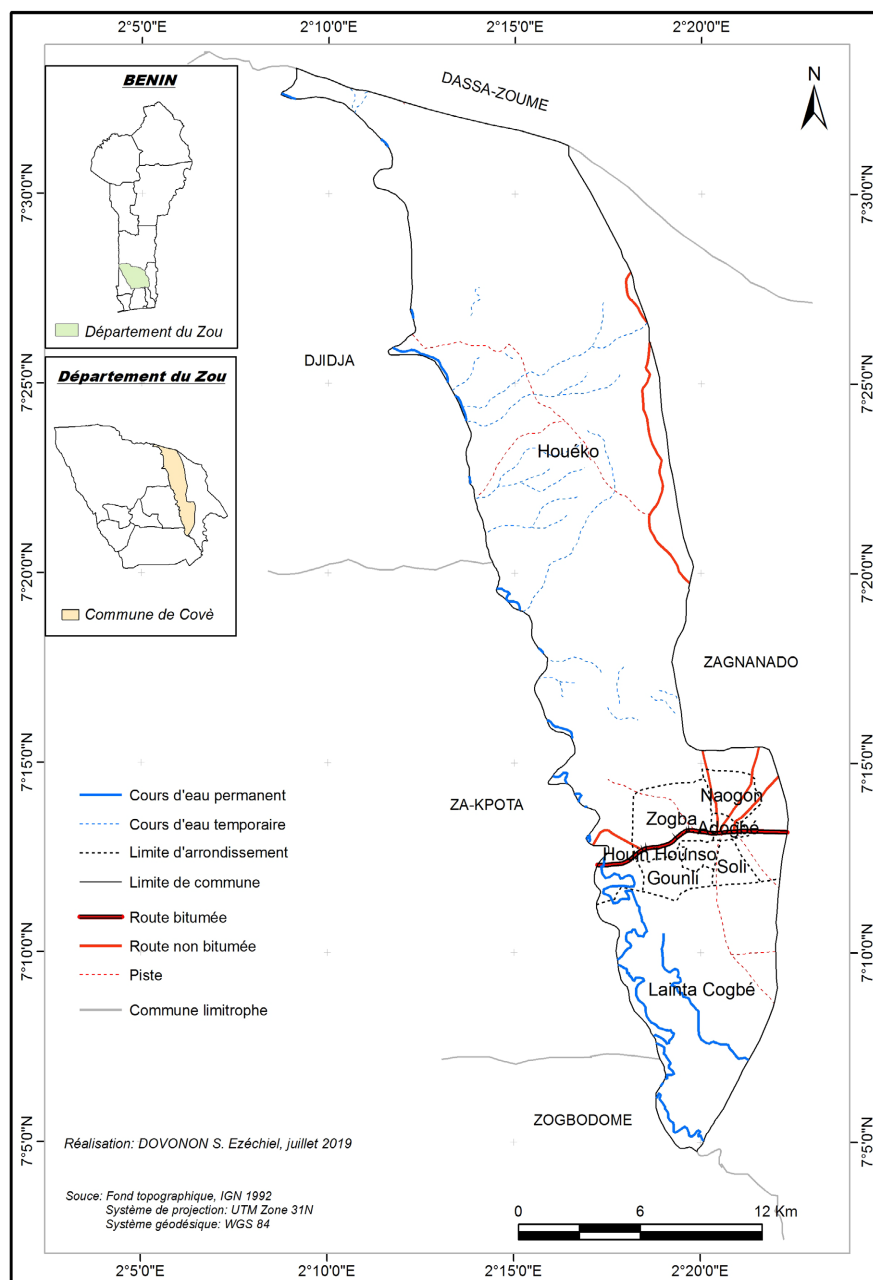 2°5'0"E 2°10'0"E 2°15'0"E 2°20'0"E
BENIN
Département du Zou
Département du Zou
Commune de Covè
N
DASSA-ZOUME
7°30'0"N 7°30'0"N
DJIDJA
7°25'0"N 7°25'0"N
Houéko
7°20'0"N 7°20'0"N
ZAGNANADO
7°15'0"N 7°15'0"N
ZA-KPOTA
Naogon
Zogba
Adogbé
Houin Hounso
Soli
Gounli
7°10'0"N 7°10'0"N
Lainta Cogbé
ZOGBODOME
7°5'0"N 7°5'0"N
Cours d'eau permanent
Cours d'eau temporaire
Limite d'arrondissement
Limite de commune
Route bitumée
Route non bitumée
Piste
Commune limitrophe
Réalisation: DOVONON S. Ezéchiel, juillet 2019
Souce: Fond topographique, IGN 1992
Système de projection: UTM Zone 31N
Système géodésique: WGS 84
0 6 12 Km
2°5'0"E 2°10'0"E 2°15'0"E 2°20'0"E